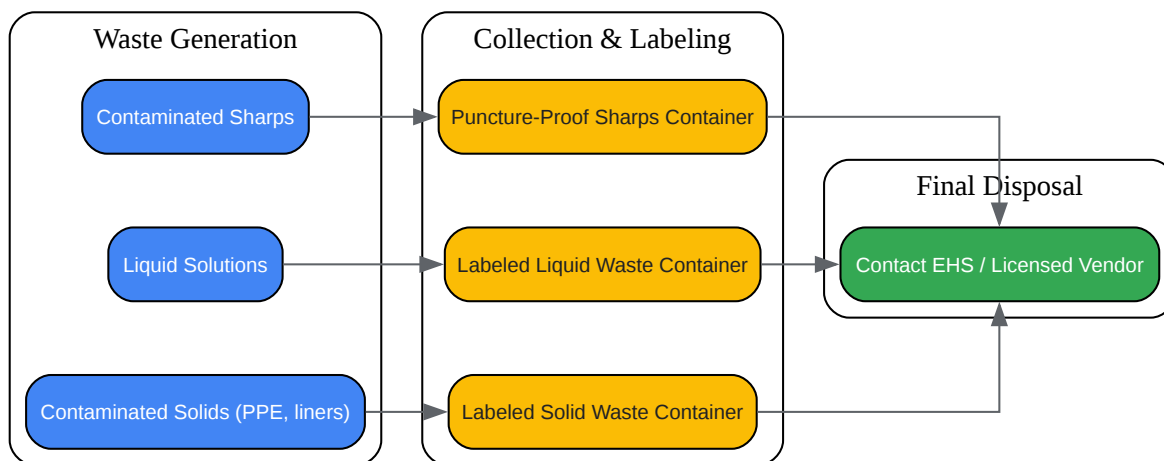 Waste Generation
Contaminated Sharps
Liquid Solutions
Contaminated Solids (PPE, liners)
Collection & Labeling
Puncture-Proof Sharps Container
Labeled Liquid Waste Container
Labeled Solid Waste Container
Final Disposal
Contact EHS / Licensed Vendor